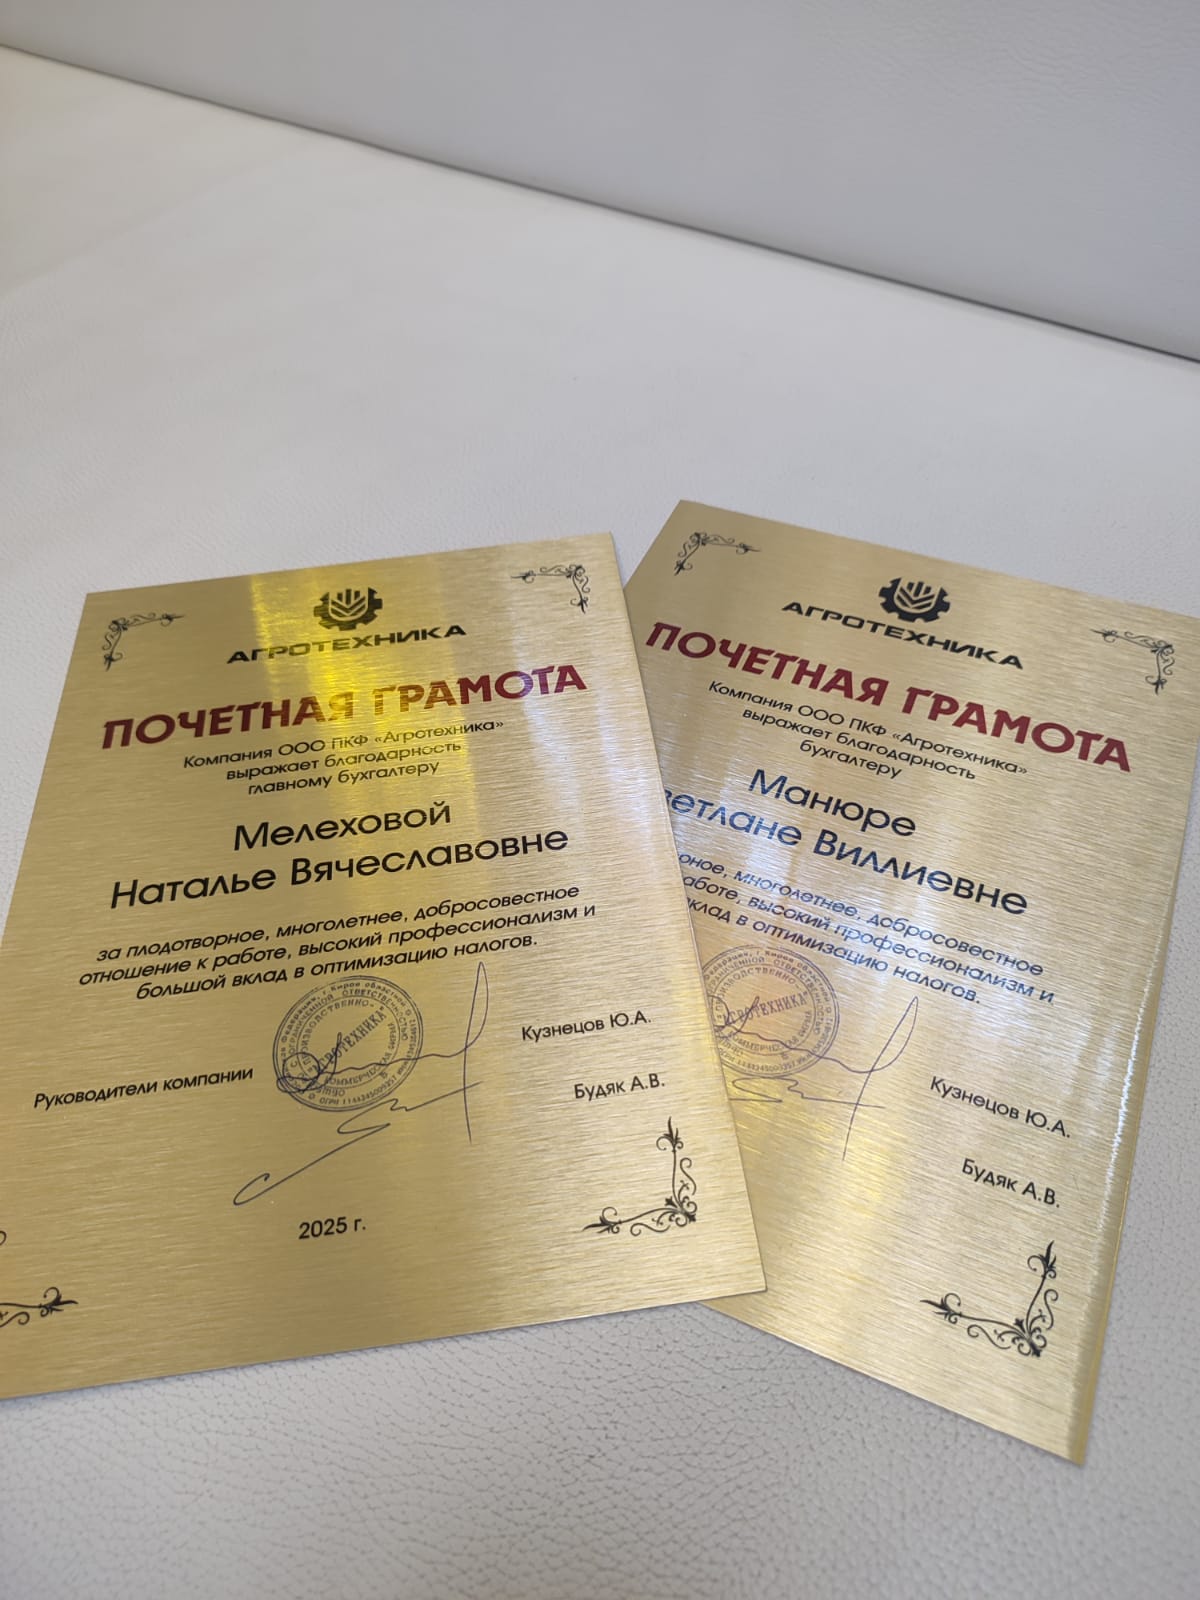 АГРОТЕХНИКА
ПОЧЕТНАЯ ГРАМОТА
Компания ООО ПКФ «Агротехника»
выражает благодарность
главному бухгалтеру
Мелеховой
Наталье Вячеславовне
за плодотворное, многолетнее, добросовестное
отношение к работе, высокий профессионализм и
большой вклад в оптимизацию налогов.
Руководители компании
Кузнецов Ю.А.
Будяк А.В.
"АГРОТЕХНИКА"
2025 г.
АГРОТЕХНИКА
ПОЧЕТНАЯ ГРАМОТА
Компания ООО ПКФ «Агротехника»
выражает благодарность
бухгалтеру
Манюре
ветлане Виллиевне
рное, многолетнее, добросовестное
работе, высокий профессионализм и
вклад в оптимизацию налогов.
Кузнецов Ю.А.
Будяк А.В.